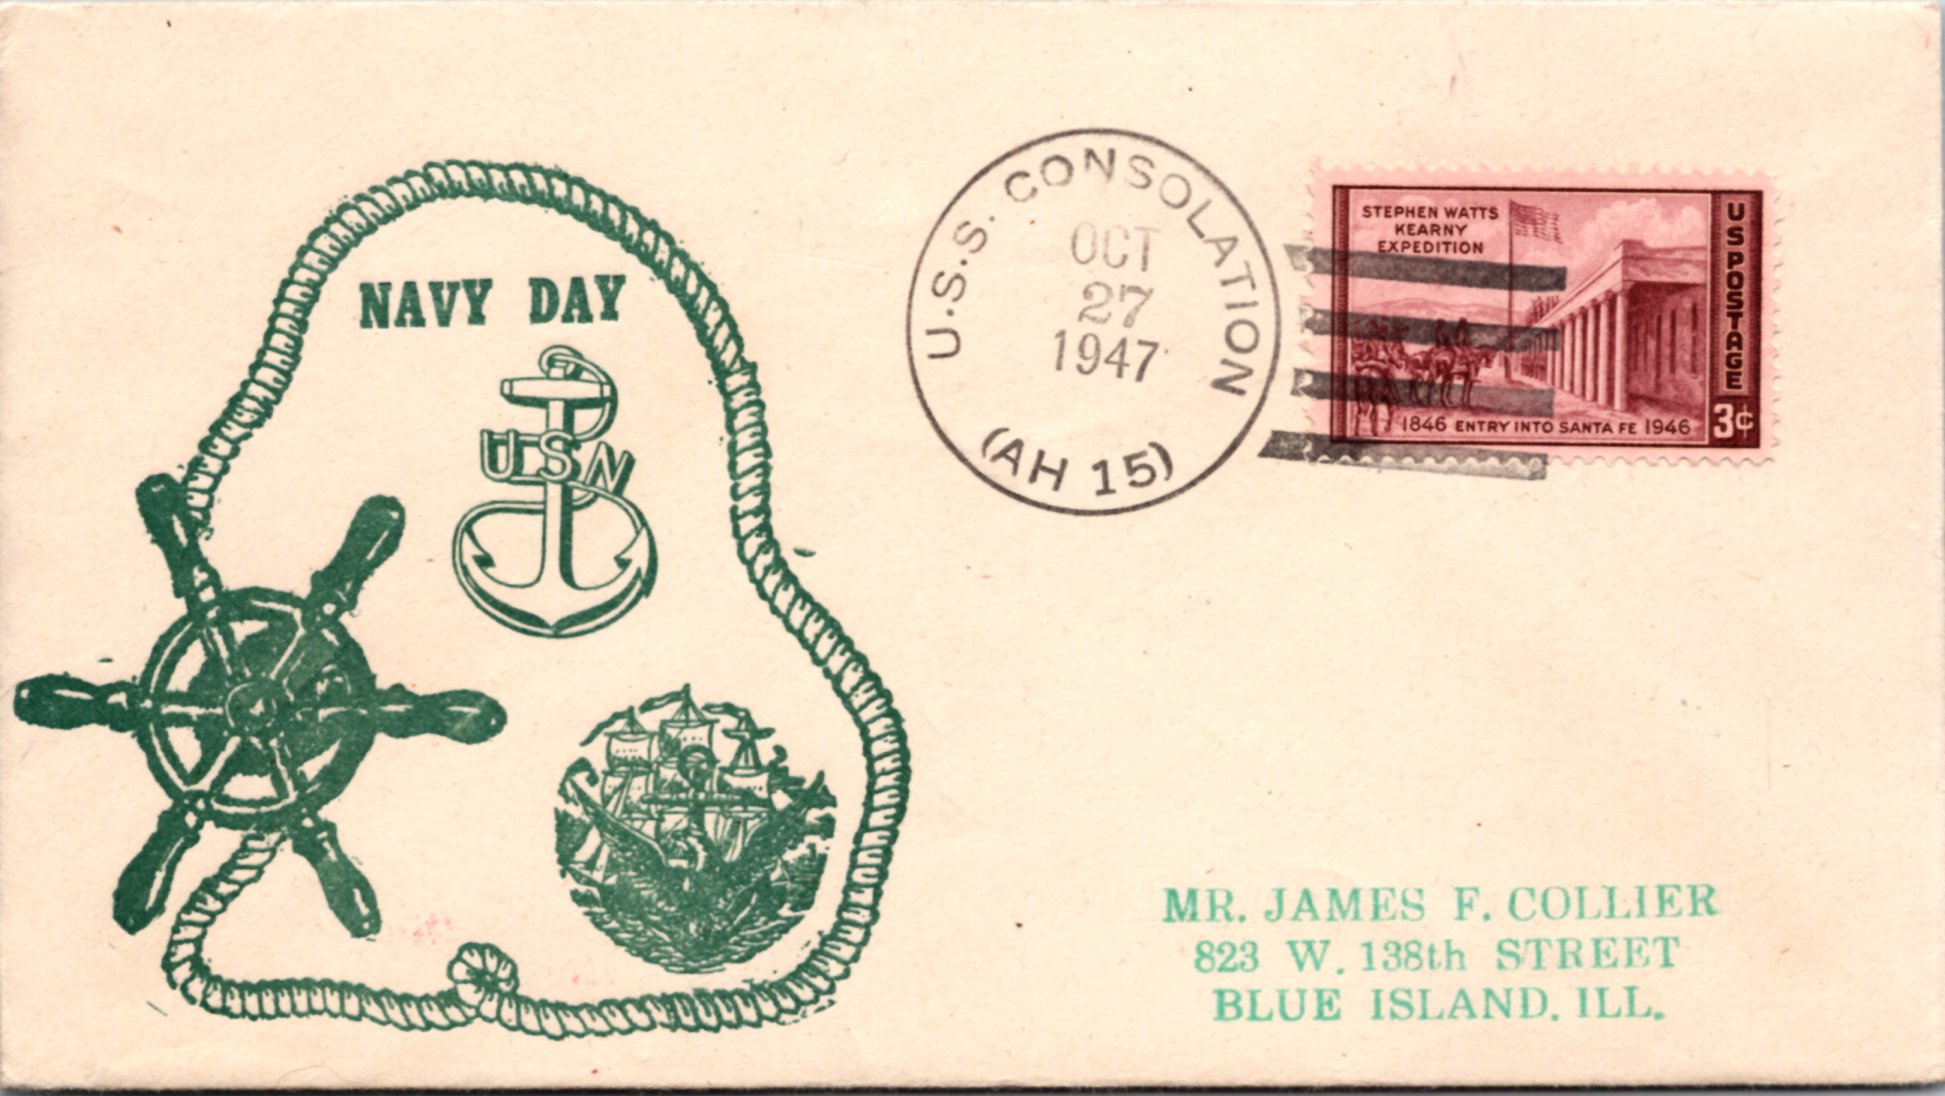 NAVY DAY
USN
U.S.S. CONSOLATION
OCT
27
1947
(AH 15)
STEPHEN WATTS
KEARNY
EXPEDITION
US POSTAGE
1846 ENTRY INTO SANTA FE 1946
3¢
MR. JAMES F. COLLIER
823 W. 138th STREET
BLUE ISLAND. ILL.